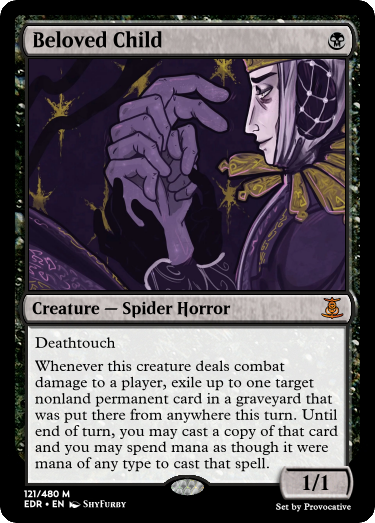 Beloved Child
Creature — Spider Horror
Deathtouch
Whenever this creature deals combat
damage to a player, exile up to one target
nonland permanent card in a graveyard that
was put there from anywhere this turn. Until
end of turn, you may cast a copy of that card
and you may spend mana as though it were
mana of any type to cast that spell.
1/1
121/480 M
EDR • EN SHYFURBY
Set by Provocative